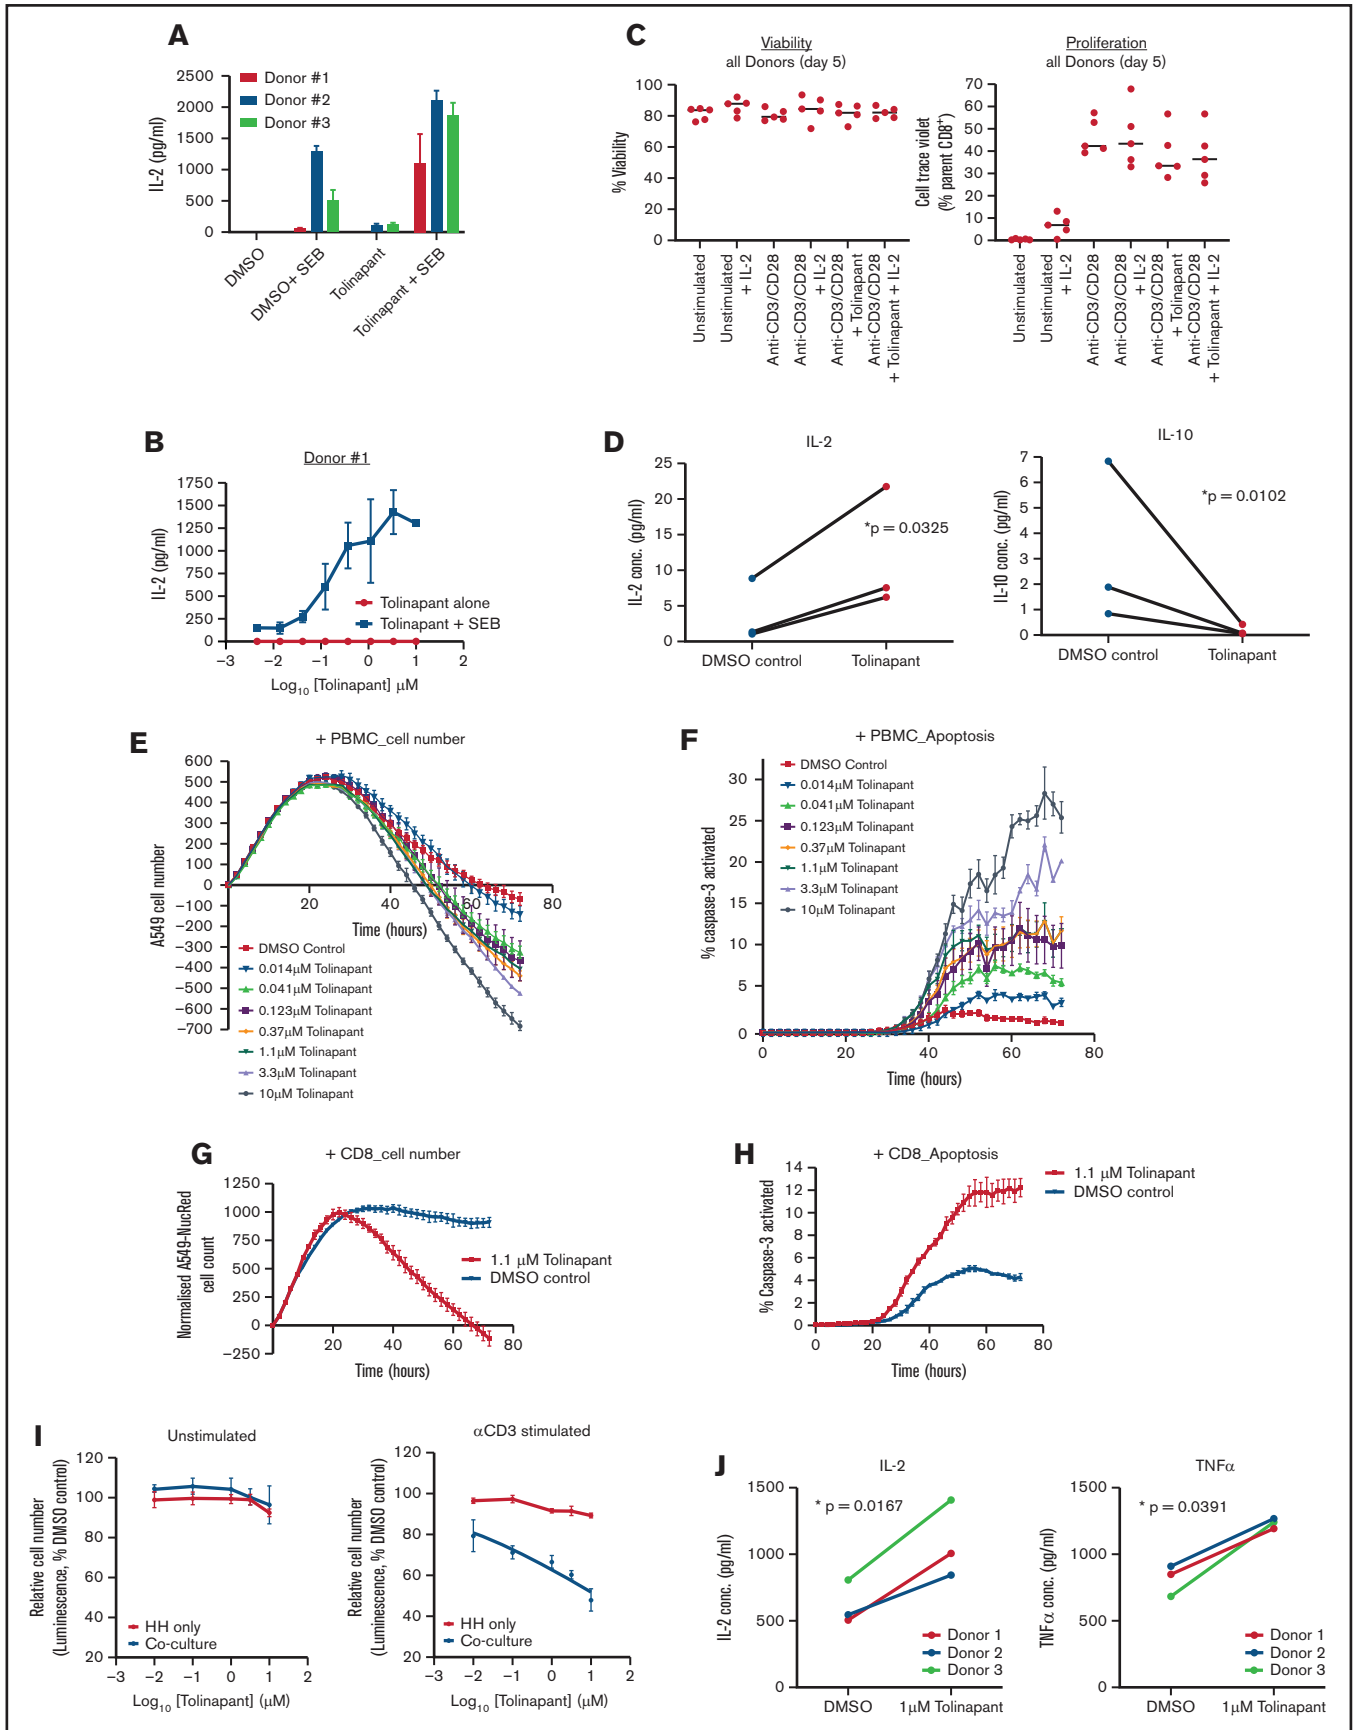 A
2500
2000
1500
1000
500
0
IL-2 (pg/ml)
Donor #1
Donor #2
Donor #3
DMSO
DMSO+ SEB
Tolinapant
Tolinapant + SEB
C
Viability
all Donors (day 5)
100
80
60
40
20
0
% Viability
Unstimulated
Unstimulated
+ IL-2
Anti-CD3/CD28
Anti-CD3/CD28
+ IL-2
Anti-CD3/CD28
+ Tolinapant
Anti-CD3/CD28
+ Tolinapant + IL-2
Proliferation
all Donors (day 5)
70
60
50
40
30
20
10
0
Cell trace violet
(% parent CD8+)
Unstimulated
Unstimulated
+ IL-2
Anti-CD3/CD28
Anti-CD3/CD28
+ IL-2
Anti-CD3/CD28
+ Tolinapant
Anti-CD3/CD28
+ Tolinapant + IL-2
B
Donor #1
1750
1500
1250
1000
750
500
250
0
IL-2 (pg/ml)
Tolinapant alone
Tolinapant + SEB
−3 −2 −1 0 1 2
Log10 [Tolinapant] μM
D
IL-2
25
20
15
10
5
0
IL-2 conc. (pg/ml)
*p = 0.0325
DMSO control Tolinapant
IL-10
7
6
5
4
3
2
1
0
IL-10 conc. (pg/ml)
*p = 0.0102
DMSO control Tolinapant
E
+ PBMC_cell number
600
500
400
300
200
100
0
−100
−200
−300
−400
−500
−600
−700
A549 cell number
20 40 60 80
Time (hours)
DMSO Control
0.014μM Tolinapant
0.041μM Tolinapant
0.123μM Tolinapant
0.37μM Tolinapant
1.1μM Tolinapant
3.3μM Tolinapant
10μM Tolinapant
F
+ PBMC_Apoptosis
30
25
20
15
10
5
0
% caspase-3 activated
DMSO Control
0.014μM Tolinapant
0.041μM Tolinapant
0.123μM Tolinapant
0.37μM Tolinapant
1.1μM Tolinapant
3.3μM Tolinapant
10μM Tolinapant
0 20 40 60 80
Time (hours)
G
+ CD8_cell number
1250
1000
750
500
250
0
−250
Normalised A549-NucRed
cell count
1.1 μM Tolinapant
DMSO control
20 40 60 80
Time (hours)
H
+ CD8_Apoptosis
14
12
10
8
6
4
2
0
% Caspase-3 activated
1.1 μM Tolinapant
DMSO control
0 20 40 60 80
Time (hours)
I
Unstimulated
120
100
80
60
40
20
Relative cell number
(Luminescence, % DMSO control)
HH only
Co-culture
−3 −2 −1 0 1 2
Log10 [Tolinapant] (μM)
αCD3 stimulated
120
100
80
60
40
20
Relative cell number
(Luminescence, % DMSO control)
HH only
Co-culture
−3 −2 −1 0 1 2
Log10 [Tolinapant] (μM)
J
IL-2
1500
1000
500
0
IL-2 conc. (pg/ml)
* p = 0.0167
Donor 1
Donor 2
Donor 3
DMSO 1μM Tolinapant
TNFα
1500
1000
500
0
TNFα conc. (pg/ml)
* p = 0.0391
Donor 1
Donor 2
Donor 3
DMSO 1μM Tolinapant